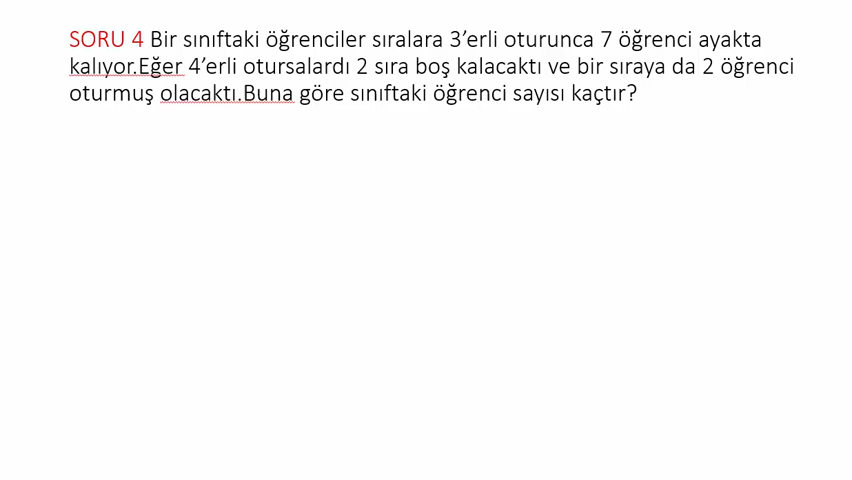 SORU 4 Bir sınıftaki öğrenciler sıralara 3’erli oturunca 7 öğrenci ayakta
kalıyor.Eğer 4’erli otursalardı 2 sıra boş kalacaktı ve bir sıraya da 2 öğrenci
oturmuş olacaktı.Buna göre sınıftaki öğrenci sayısı kaçtır?